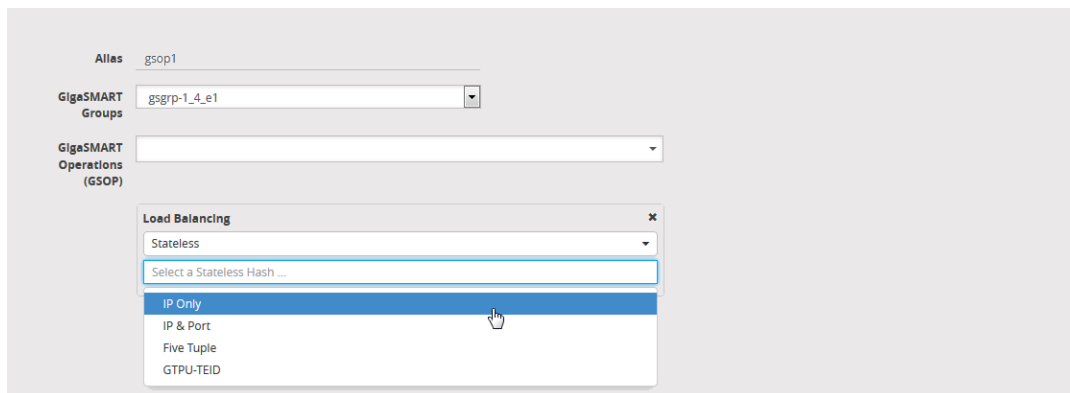 Alias gsop1
GigaSMART gsgrp-1_4_e1
Groups
GigaSMART
Operations
(GSOP)
Load Balancing ✖
Stateless
Select a Stateless Hash ...
IP Only
IP & Port
Five Tuple
GTPU-TEID